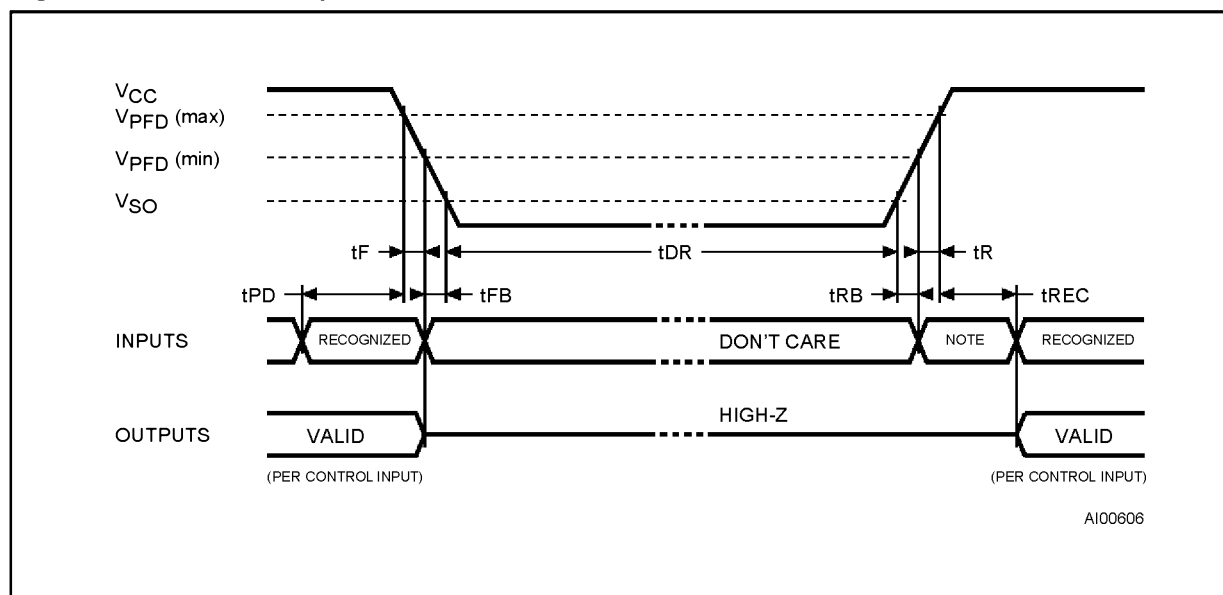 VCC
VPFD (max)
VPFD (min)
VSO
tF
tDR
tR
tPD
tFB
tRB
tREC
INPUTS
RECOGNIZED
DON'T CARE
NOTE
RECOGNIZED
HIGH-Z
OUTPUTS
VALID
VALID
(PER CONTROL INPUT)
(PER CONTROL INPUT)
AI00606